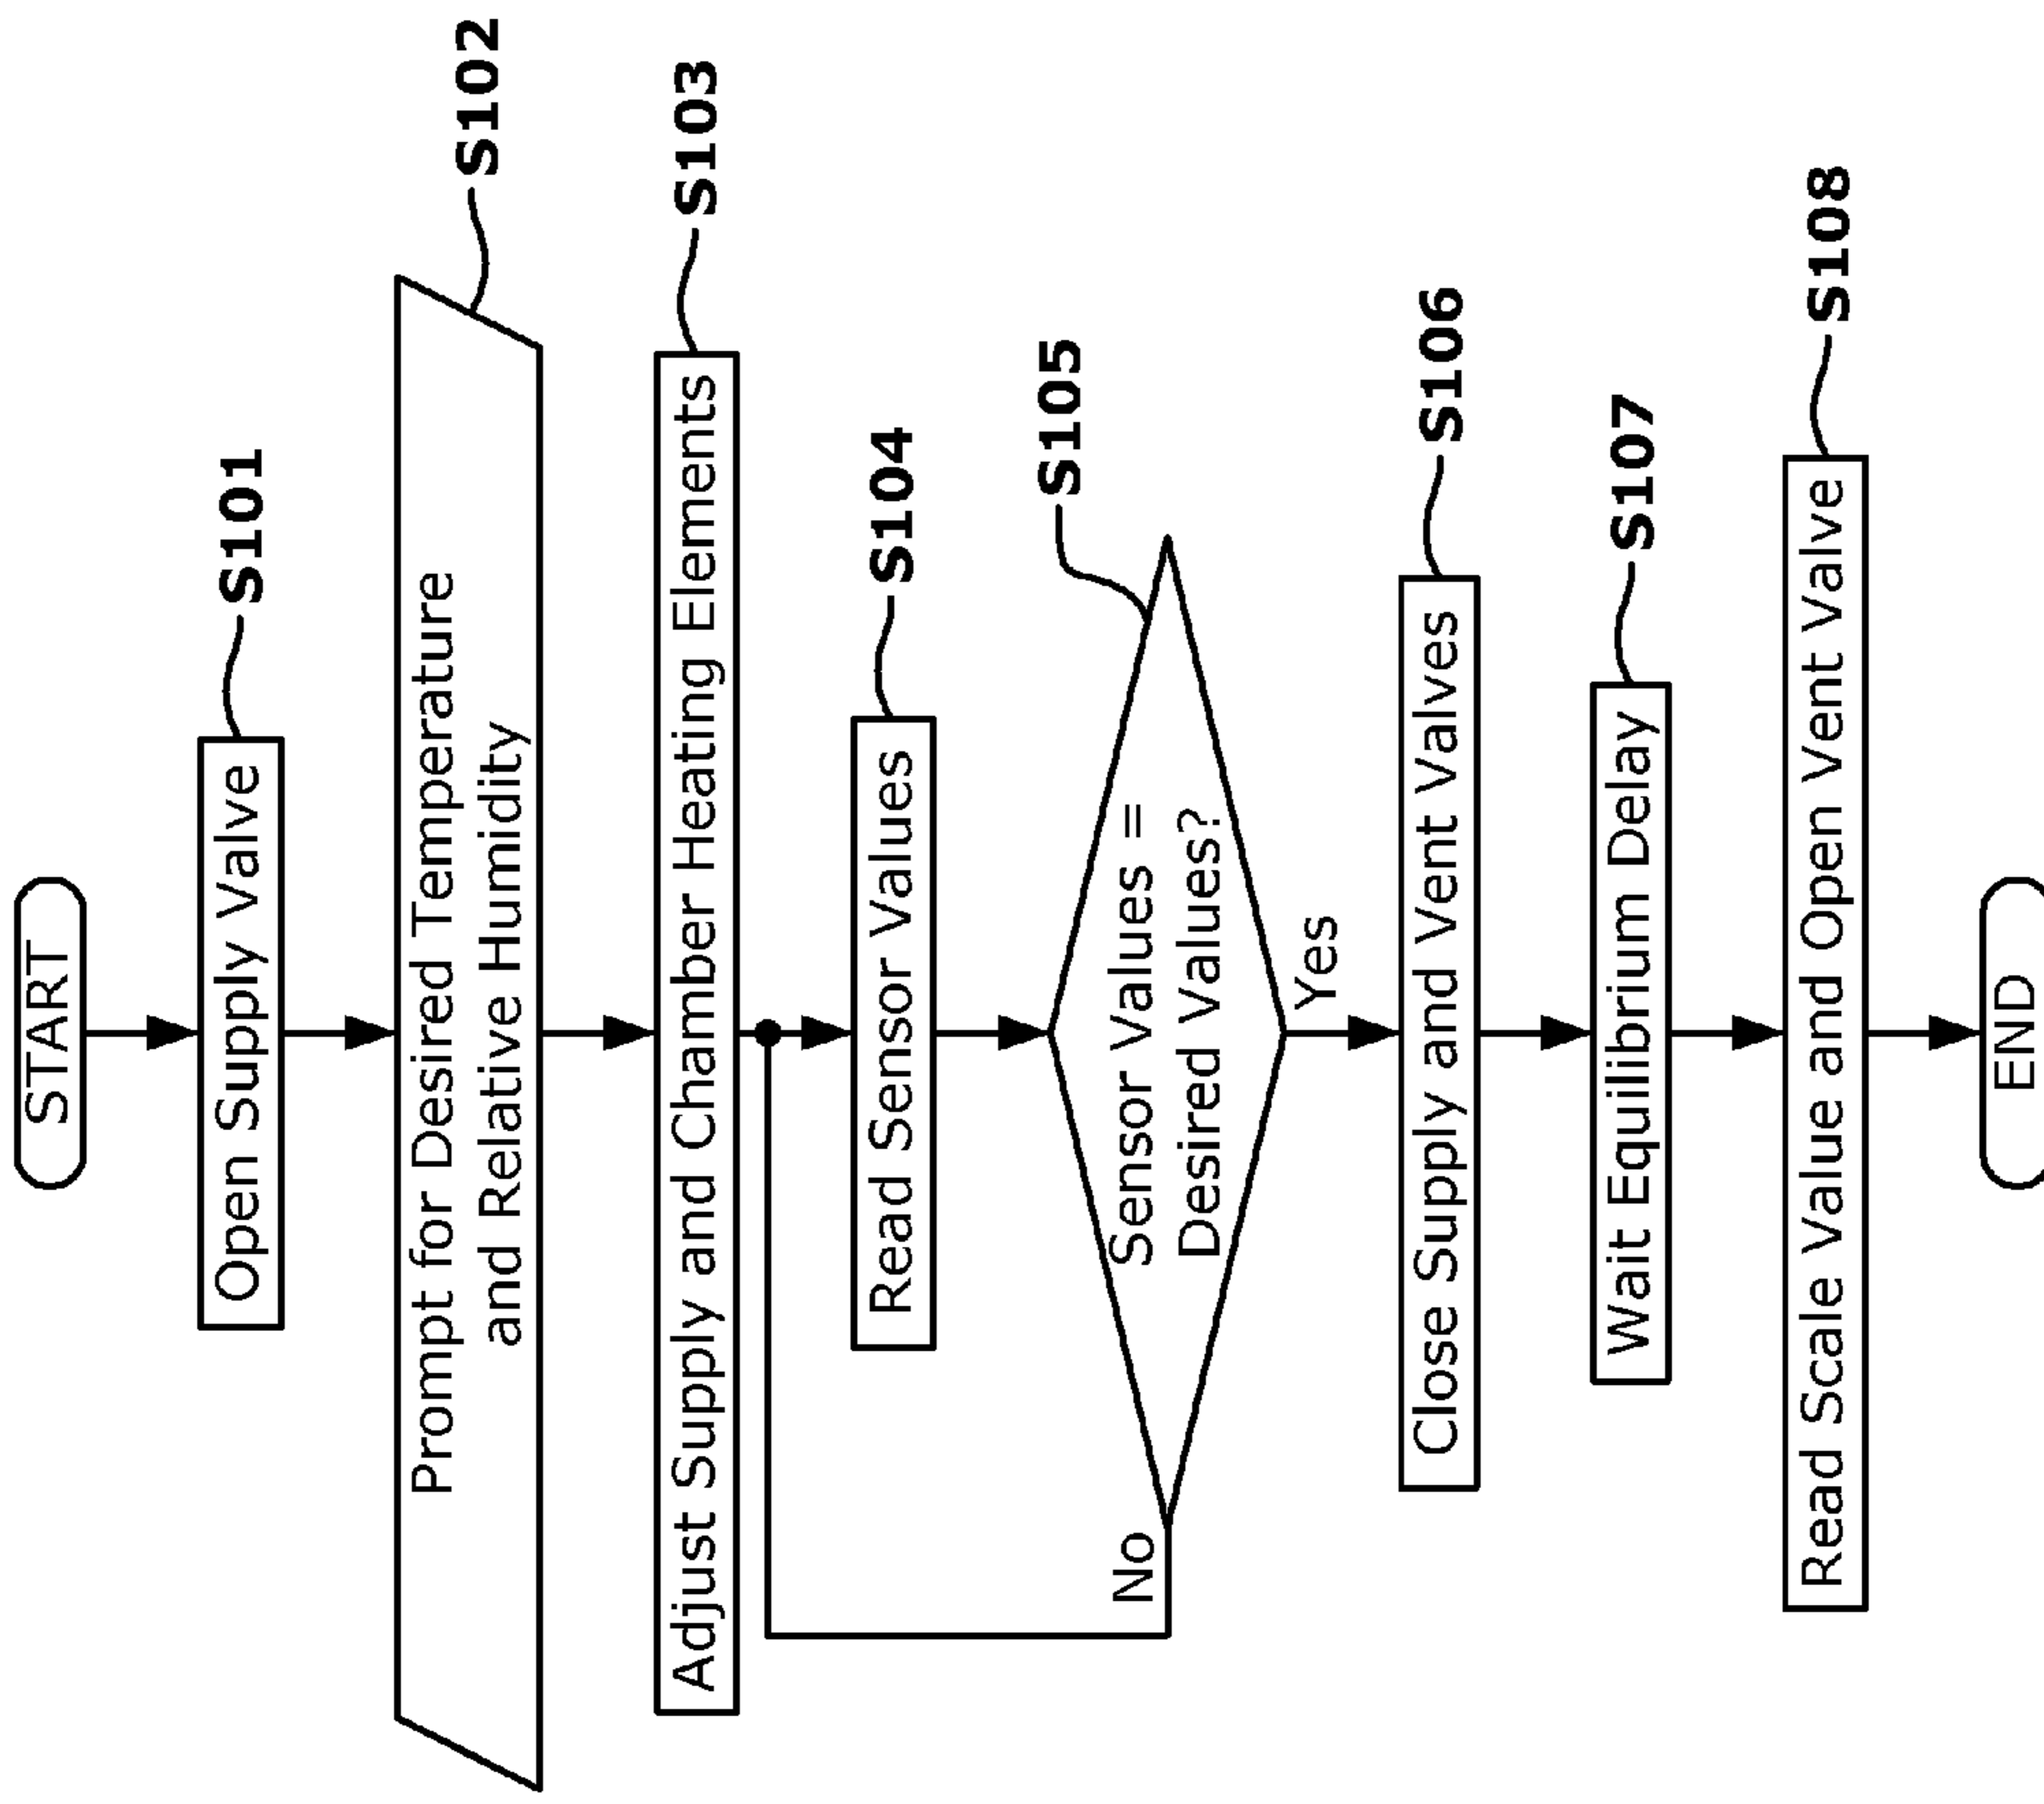 START
Open Supply Valve
S101
Prompt for Desired Temperature
and Relative Humidity
S102
Adjust Supply and Chamber Heating Elements
S103
Read Sensor Values
S104
Sensor Values =
Desired Values?
S105
No
Yes
Close Supply and Vent Valves
S106
Wait Equilibrium Delay
S107
Read Scale Value and Open Vent Valve
S108
END